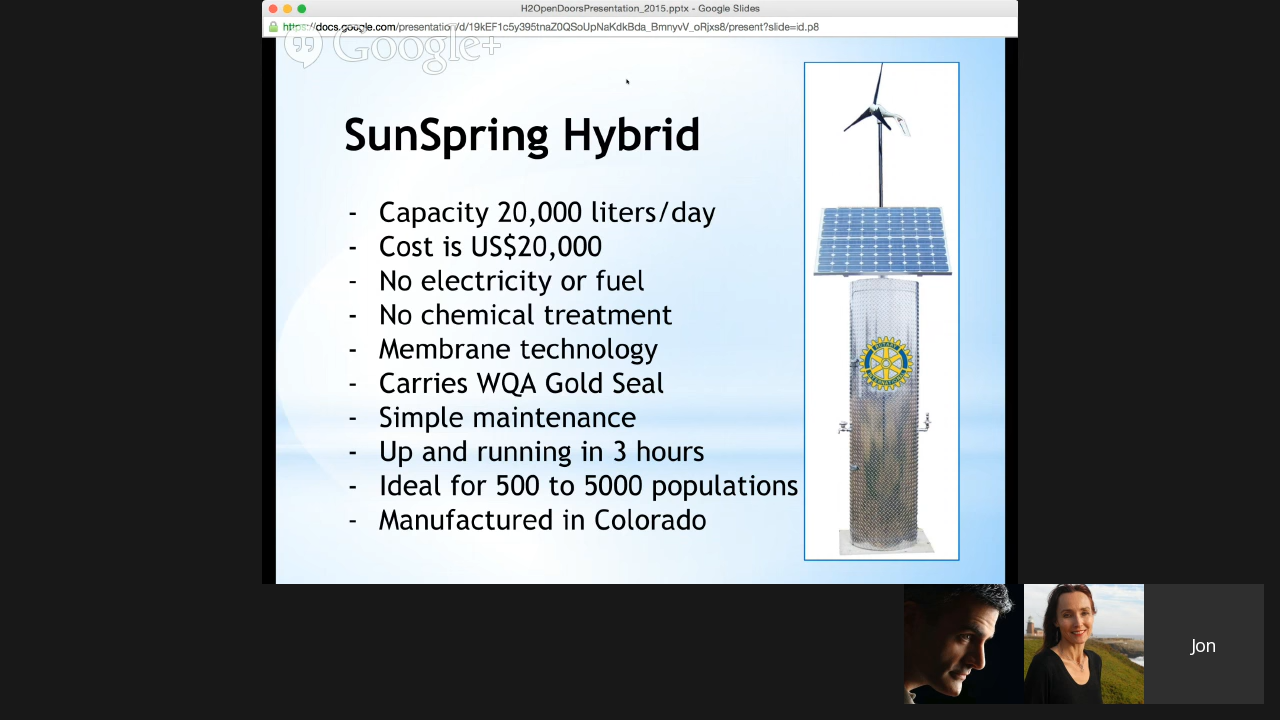 H2OpenDoorsPresentation_2015.pptx - Google Slides
https://docs.google.com/presentation/d/19kEF1c5y395tnaZ0QSoUpNaKdkBda_BmnyvV_oRjxs8/present?slide=id.p8
Google+
SunSpring Hybrid
- Capacity 20,000 liters/day
- Cost is US$20,000
- No electricity or fuel
- No chemical treatment
- Membrane technology
- Carries WQA Gold Seal
- Simple maintenance
- Up and running in 3 hours
- Ideal for 500 to 5000 populations
- Manufactured in Colorado
ROTARY
INTERNATIONAL
Jon